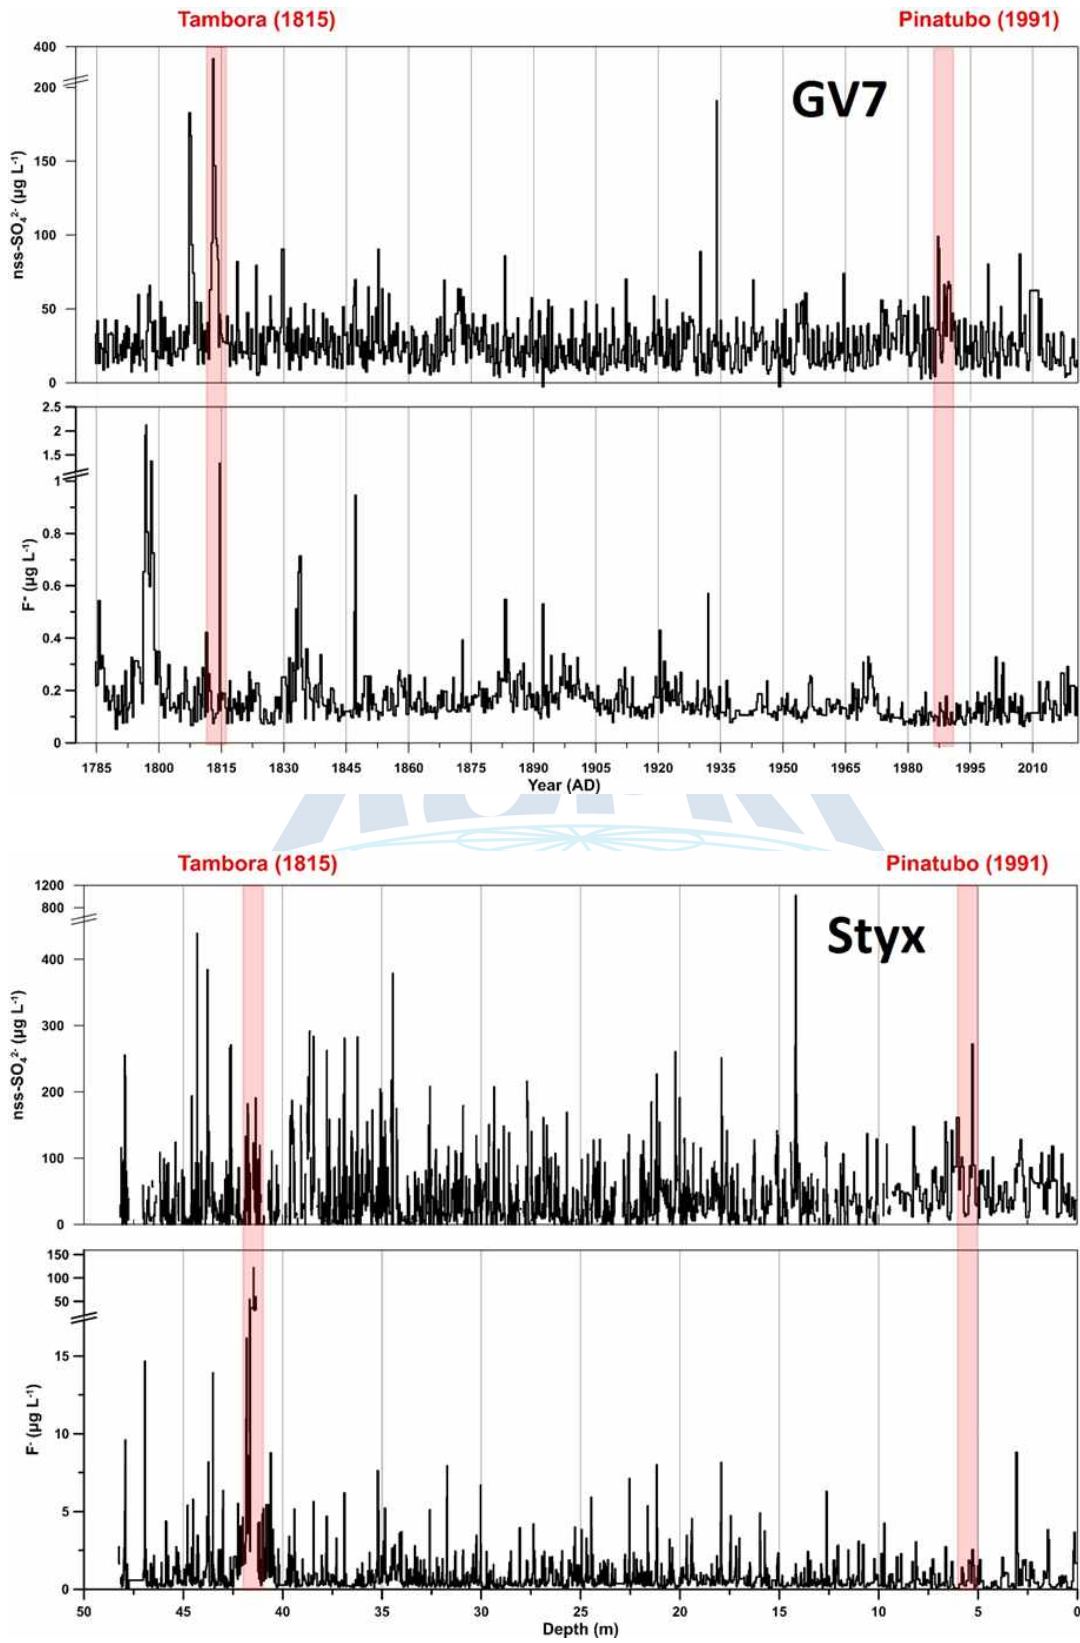 Tambora (1815) Pinatubo (1991)
GV7
nss-SO₄²⁻ (µg L⁻¹)
400
200
150
100
50
0
F⁻ (µg L⁻¹)
2.5
2
1.5
1
0.8
0.6
0.4
0.2
0
1785 1800 1815 1830 1845 1860 1875 1890 1905 1920 1935 1950 1965 1980 1995 2010
Year (AD)
Tambora (1815) Pinatubo (1991)
Styx
nss-SO₄²⁻ (µg L⁻¹)
1200
800
400
300
200
100
0
F⁻ (µg L⁻¹)
150
100
50
15
10
5
0
50 45 40 35 30 25 20 15 10 5 0
Depth (m)